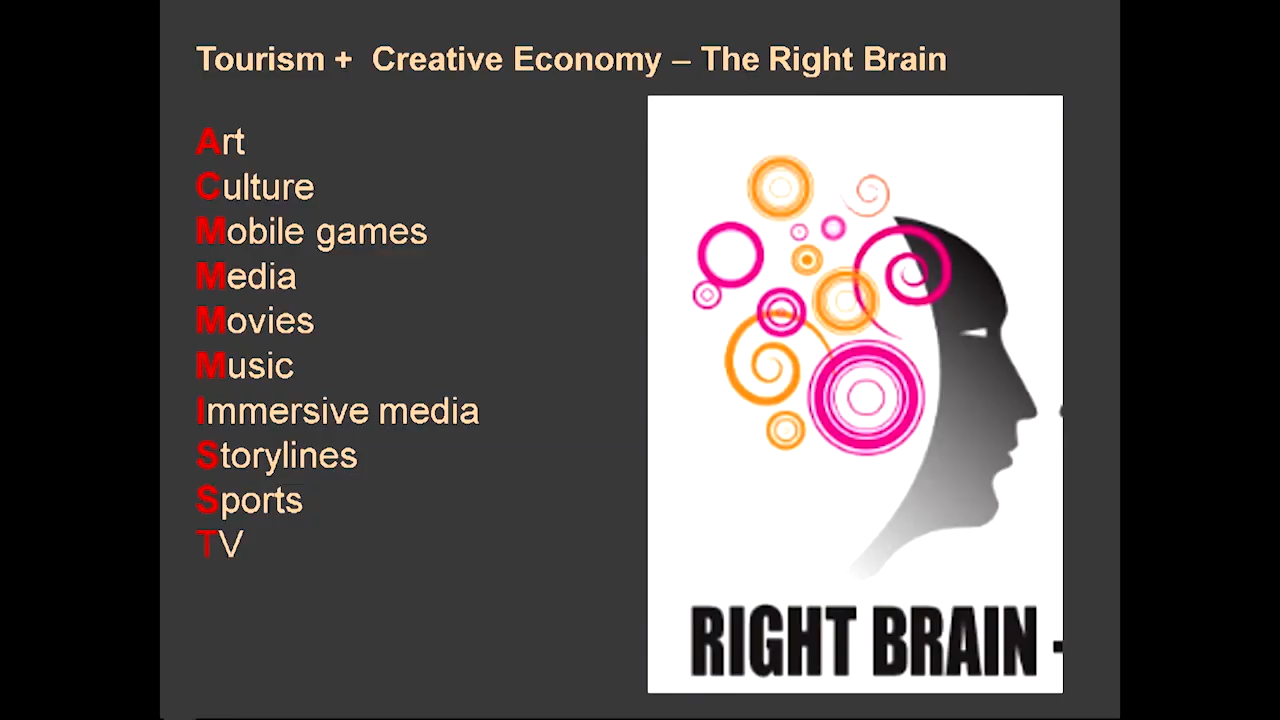 Tourism + Creative Economy – The Right Brain
Art
Culture
Mobile games
Media
Movies
Music
Immersive media
Storylines
Sports
TV
RIGHT BRAIN -